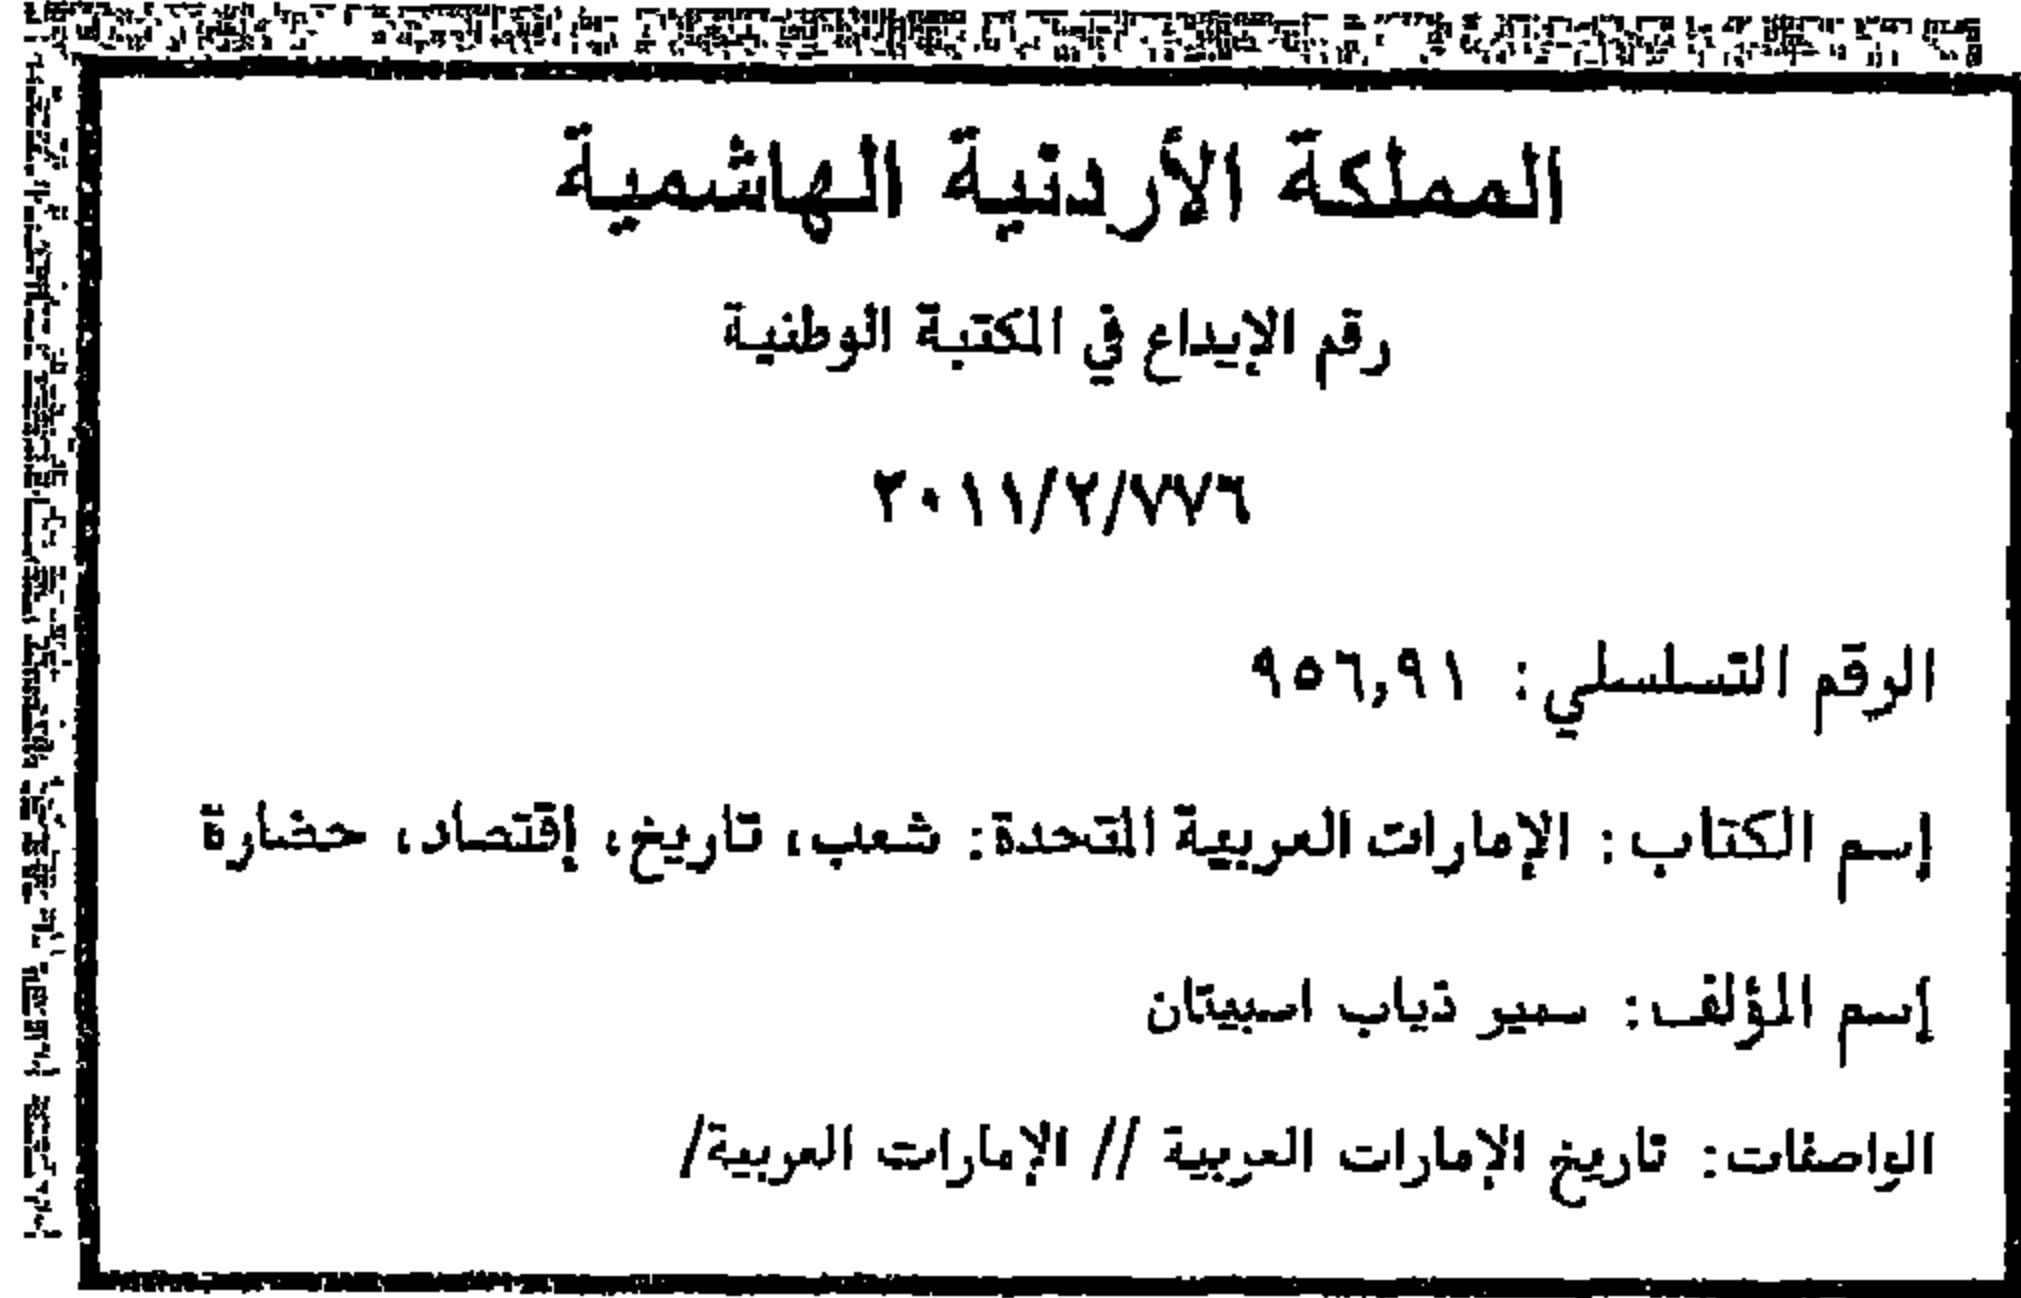 المملكة الأردنية الهاشمية
رقم الإيداع في المكتبة الوطنية
٢٠١١/٢/٧٧٦
الرقم التسلسلي: ٩٥٦,٩١
إسم الكتاب: الإمارات العربية المتحدة: شعب، تاريخ، إقتصاد، حضارة
إسم المؤلف: سمير ذياب اسبيتان
الواصفات: تاريخ الإمارات العربية // الإمارات العربية/